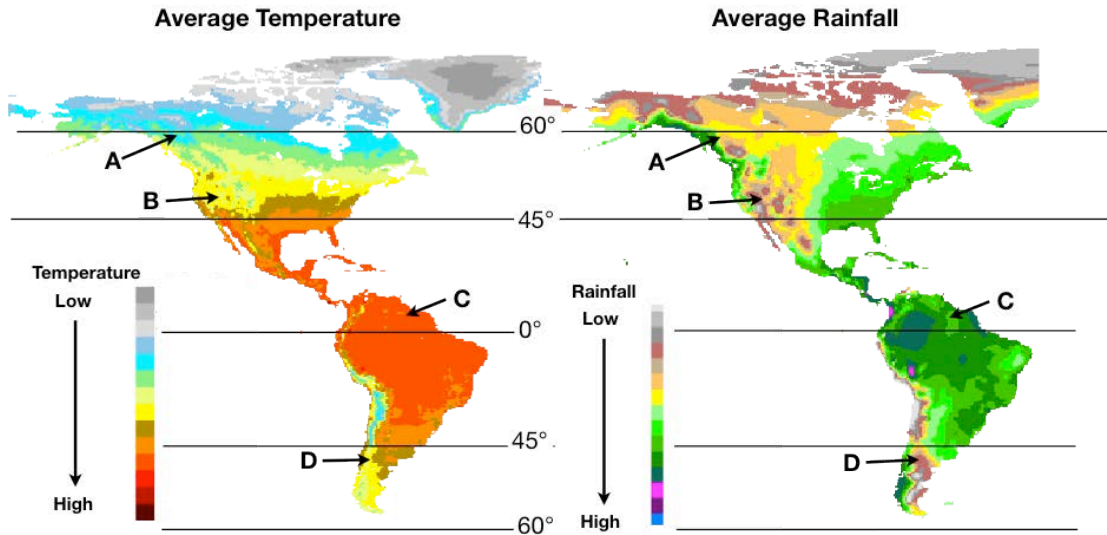 Average Temperature
Average Rainfall
60°
A
A
B
B
45°
Temperature
Low
High
Rainfall
Low
High
C
C
0°
45°
D
D
60°